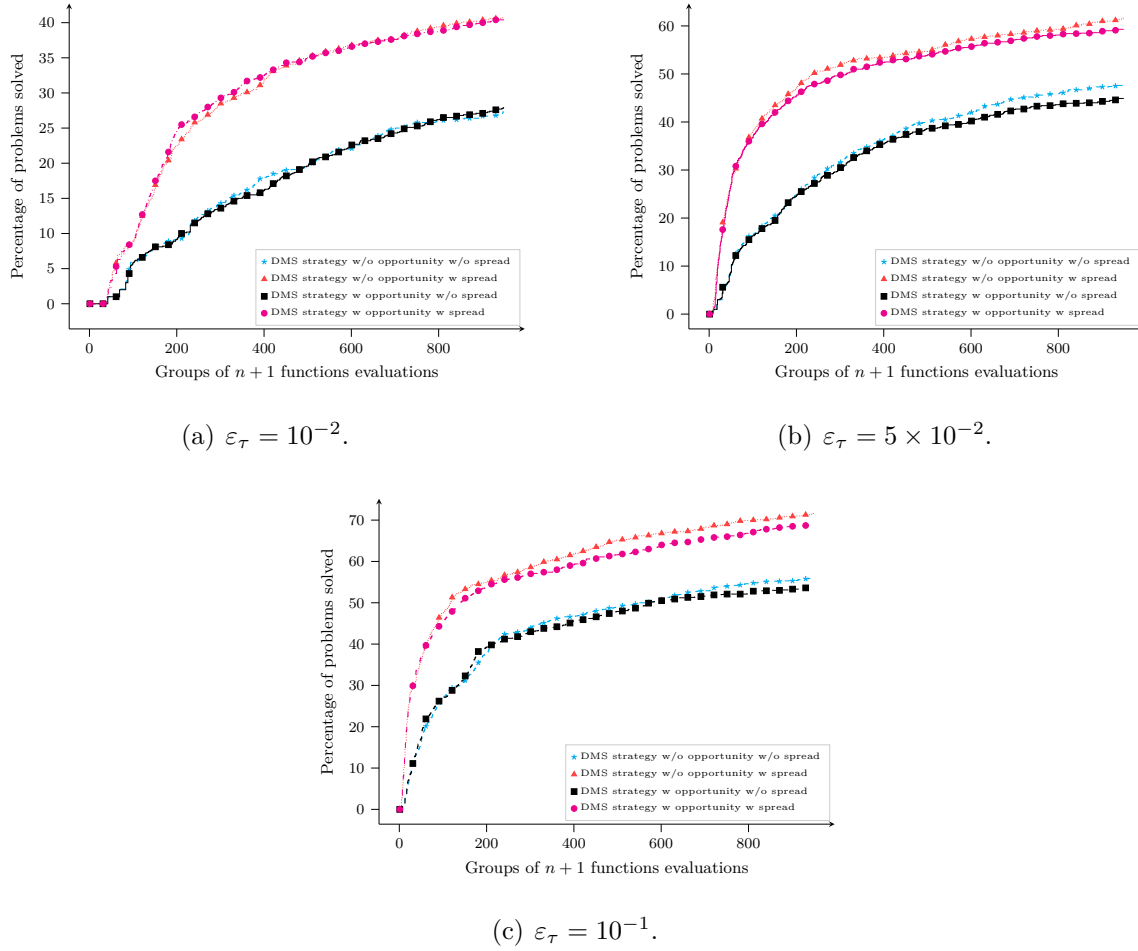 Percentage of problems solved
40
35
30
25
20
15
10
5
0
0 200 400 600 800
Groups of n + 1 functions evaluations
DMS strategy w/o opportunity w/o spread
DMS strategy w/o opportunity w spread
DMS strategy w opportunity w/o spread
DMS strategy w opportunity w spread
(a) ε_τ = 10⁻².
Percentage of problems solved
60
50
40
30
20
10
0
0 200 400 600 800
Groups of n + 1 functions evaluations
DMS strategy w/o opportunity w/o spread
DMS strategy w/o opportunity w spread
DMS strategy w opportunity w/o spread
DMS strategy w opportunity w spread
(b) ε_τ = 5 × 10⁻².
Percentage of problems solved
70
60
50
40
30
20
10
0
0 200 400 600 800
Groups of n + 1 functions evaluations
DMS strategy w/o opportunity w/o spread
DMS strategy w/o opportunity w spread
DMS strategy w opportunity w/o spread
DMS strategy w opportunity w spread
(c) ε_τ = 10⁻¹.